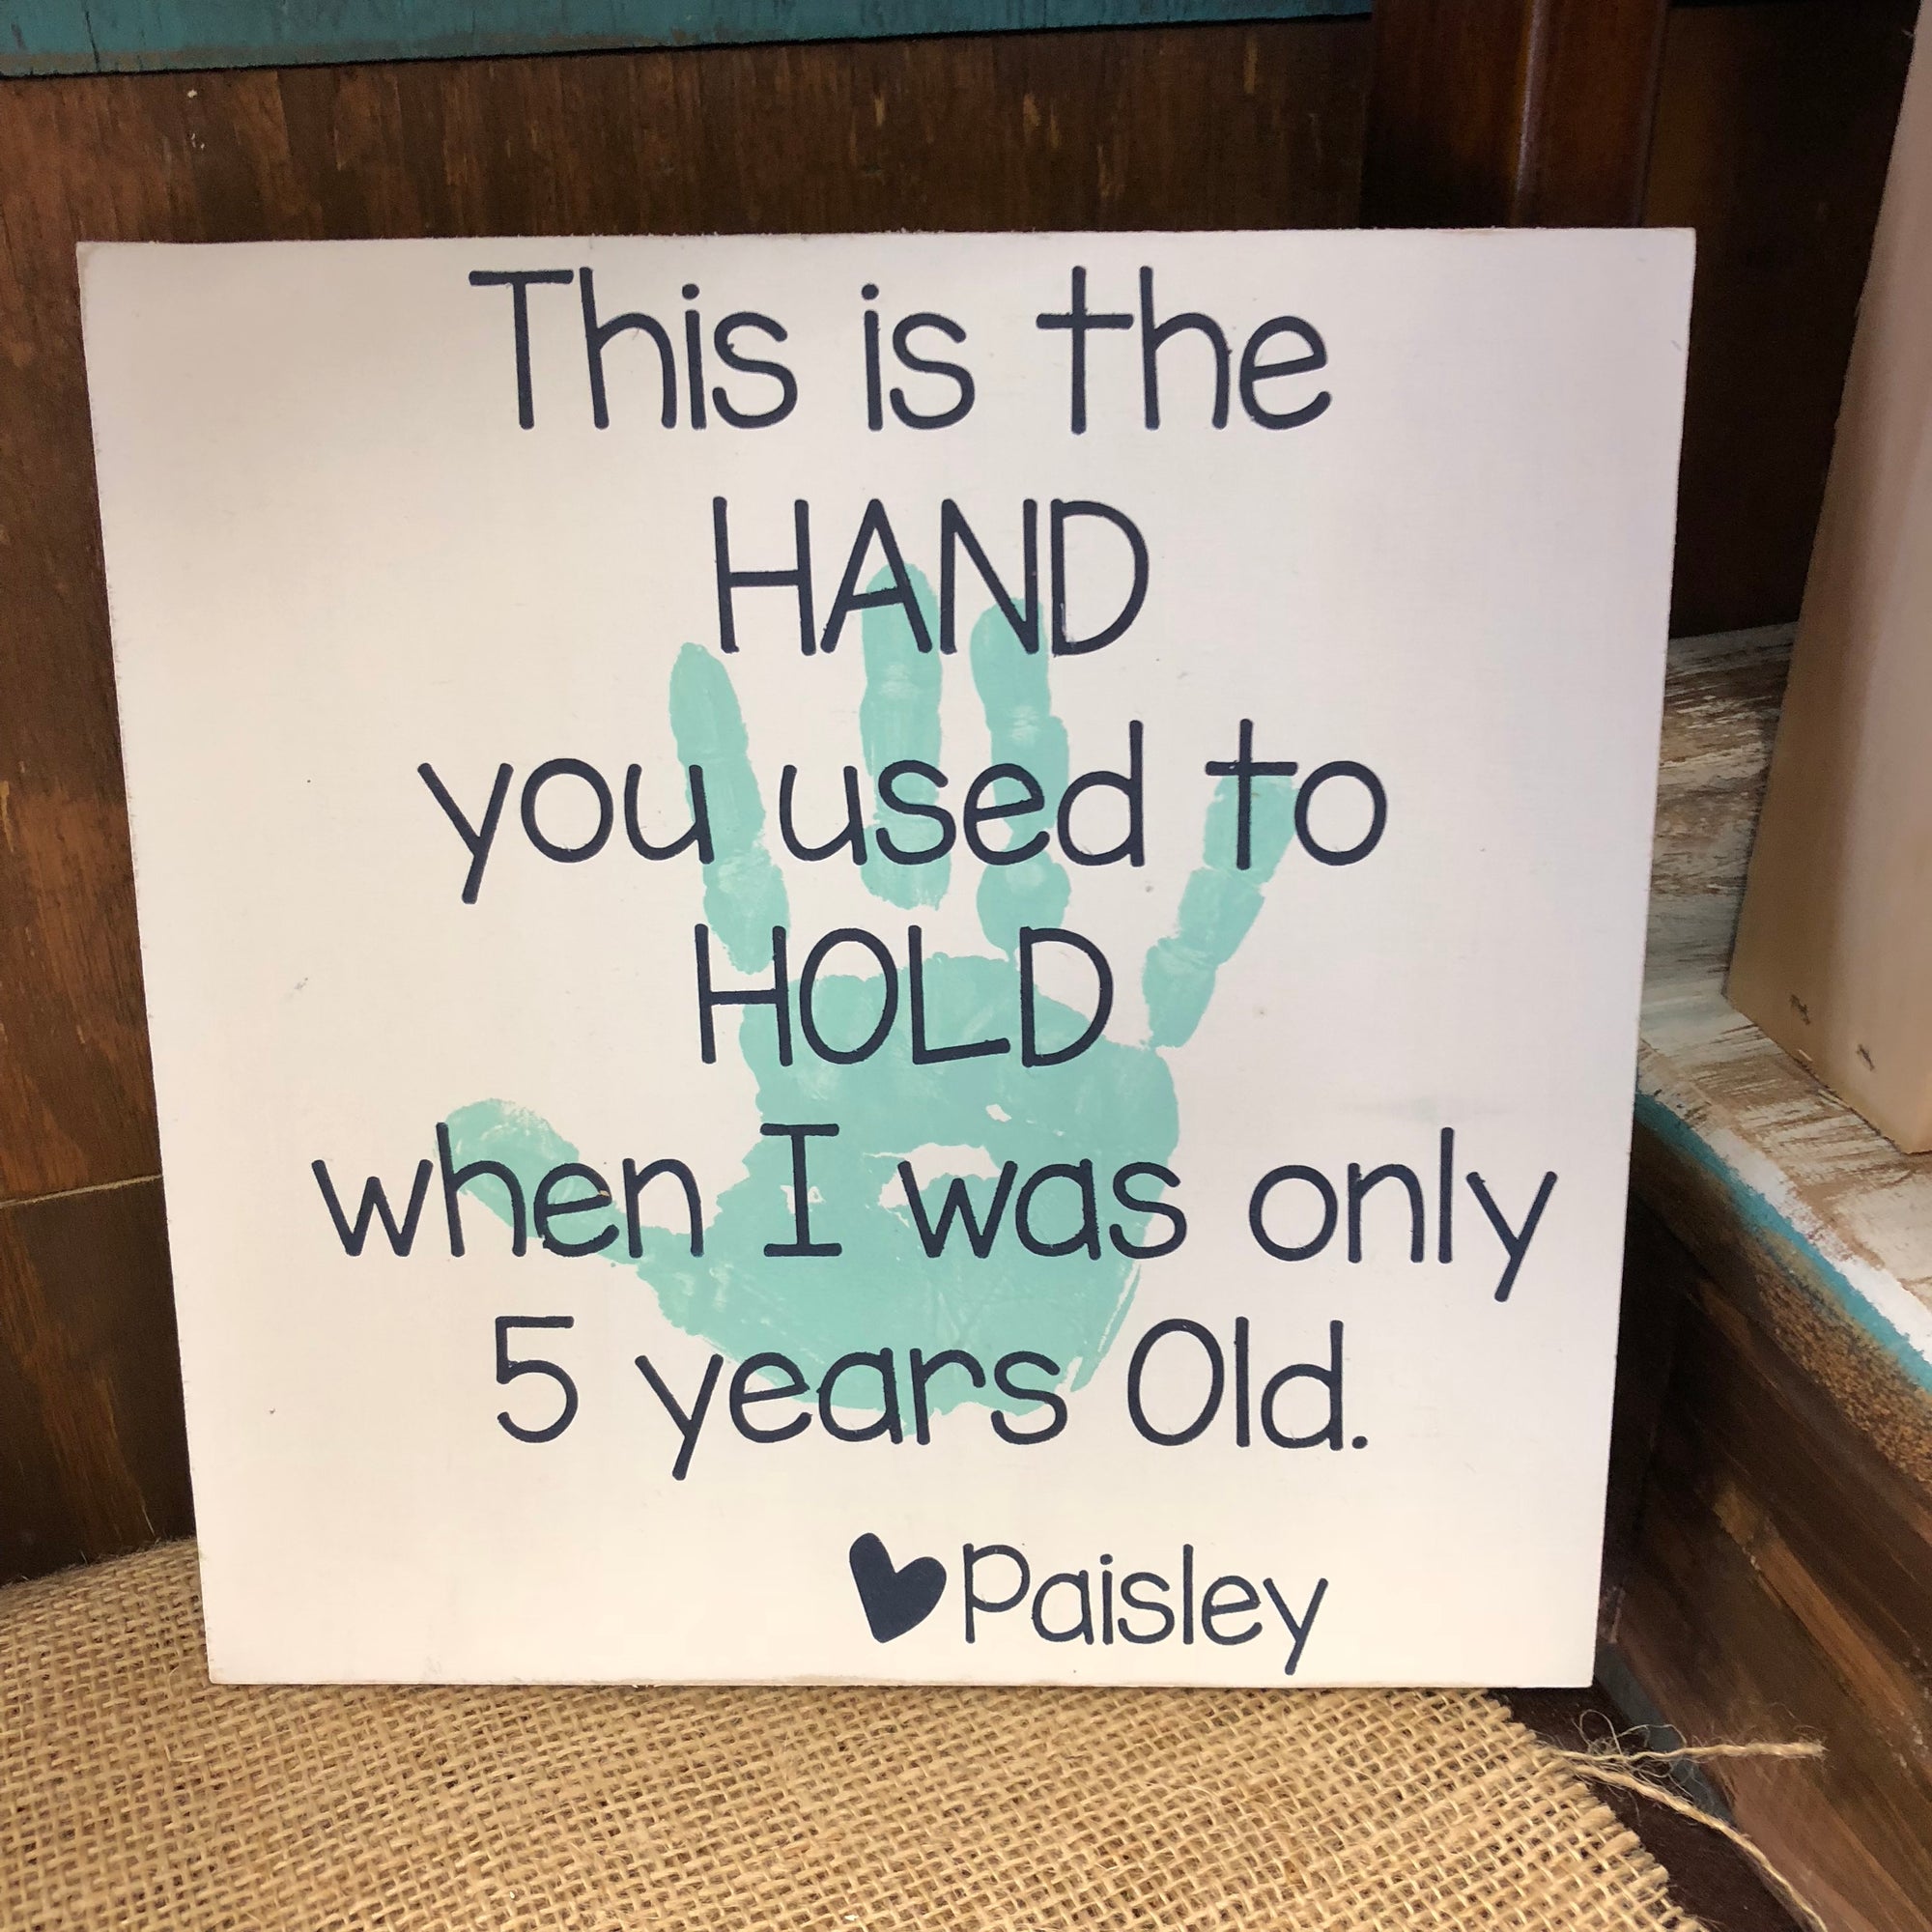 This is the
HAND
you used to
HOLD
when I was only
5 years Old.
Paisley